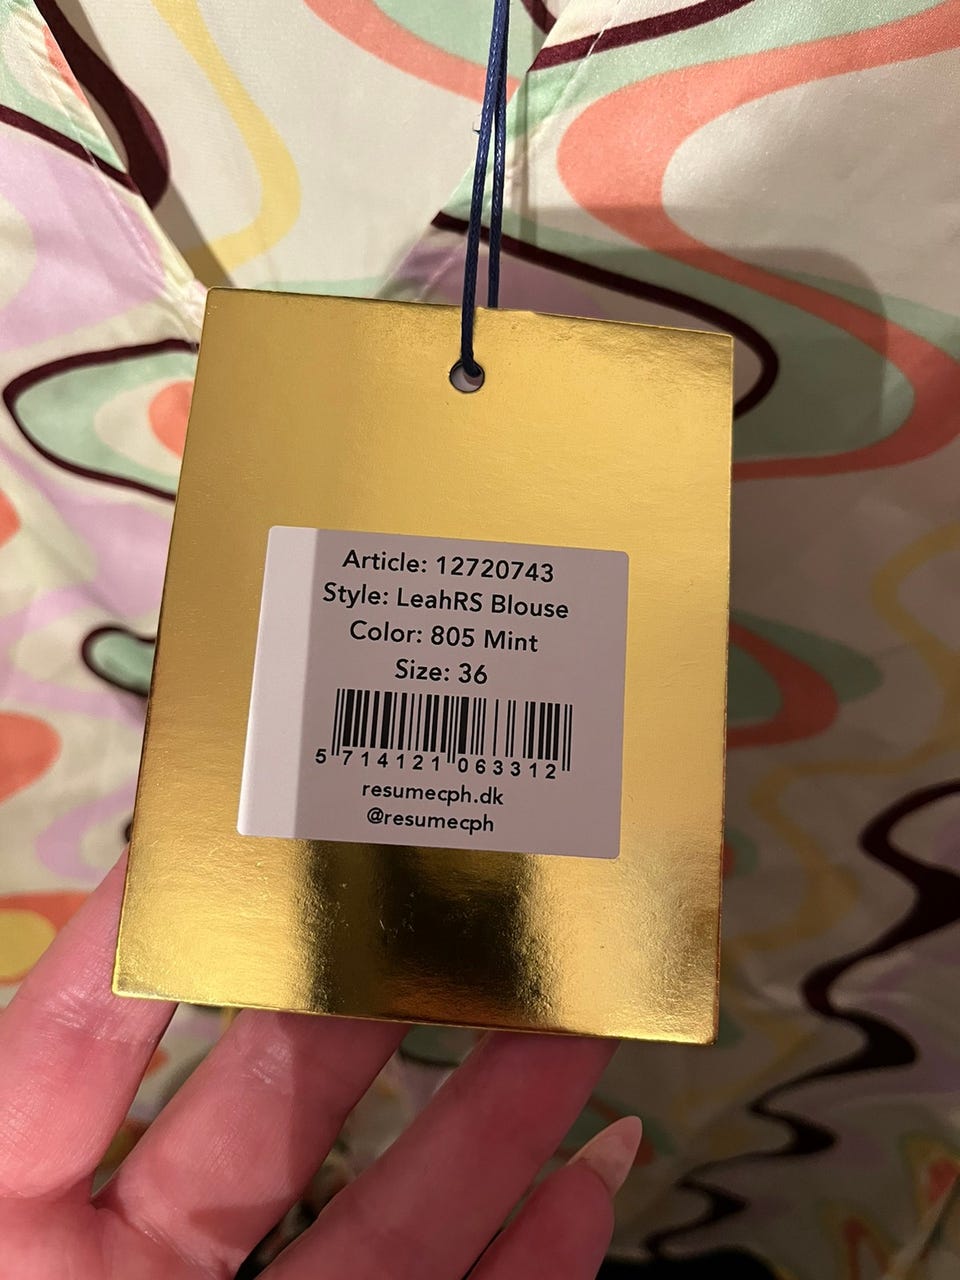 Article: 12720743
Style: LeahRS Blouse
Color: 805 Mint
Size: 36
5 714121 063312
resumecph.dk
@resumecph